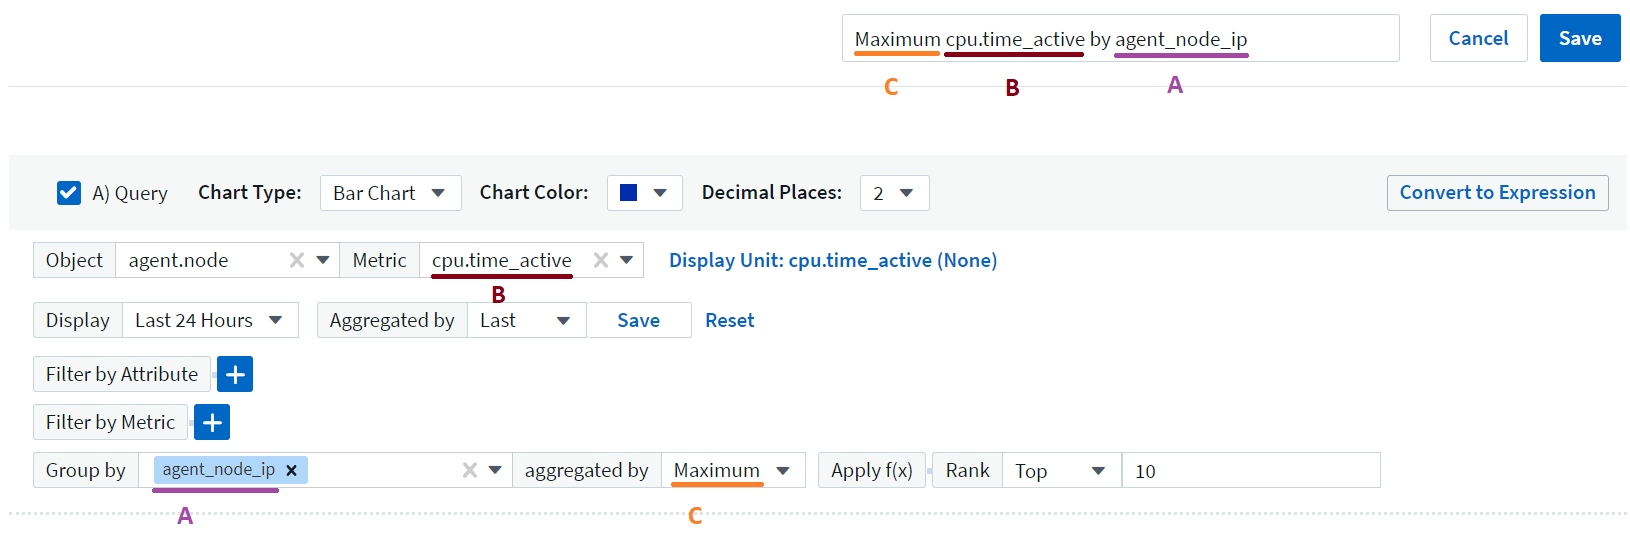 Maximum cpu.time_active by agent_node_ip Cancel Save
C B A
A) Query Chart Type: Bar Chart Chart Color: Decimal Places: 2 Convert to Expression
Object agent.node Metric cpu.time_active Display Unit: cpu.time_active (None)
B
Display Last 24 Hours Aggregated by Last Save Reset
Filter by Attribute +
Filter by Metric +
Group by agent_node_ip x aggregated by Maximum Apply f(x) Rank Top 10
A C